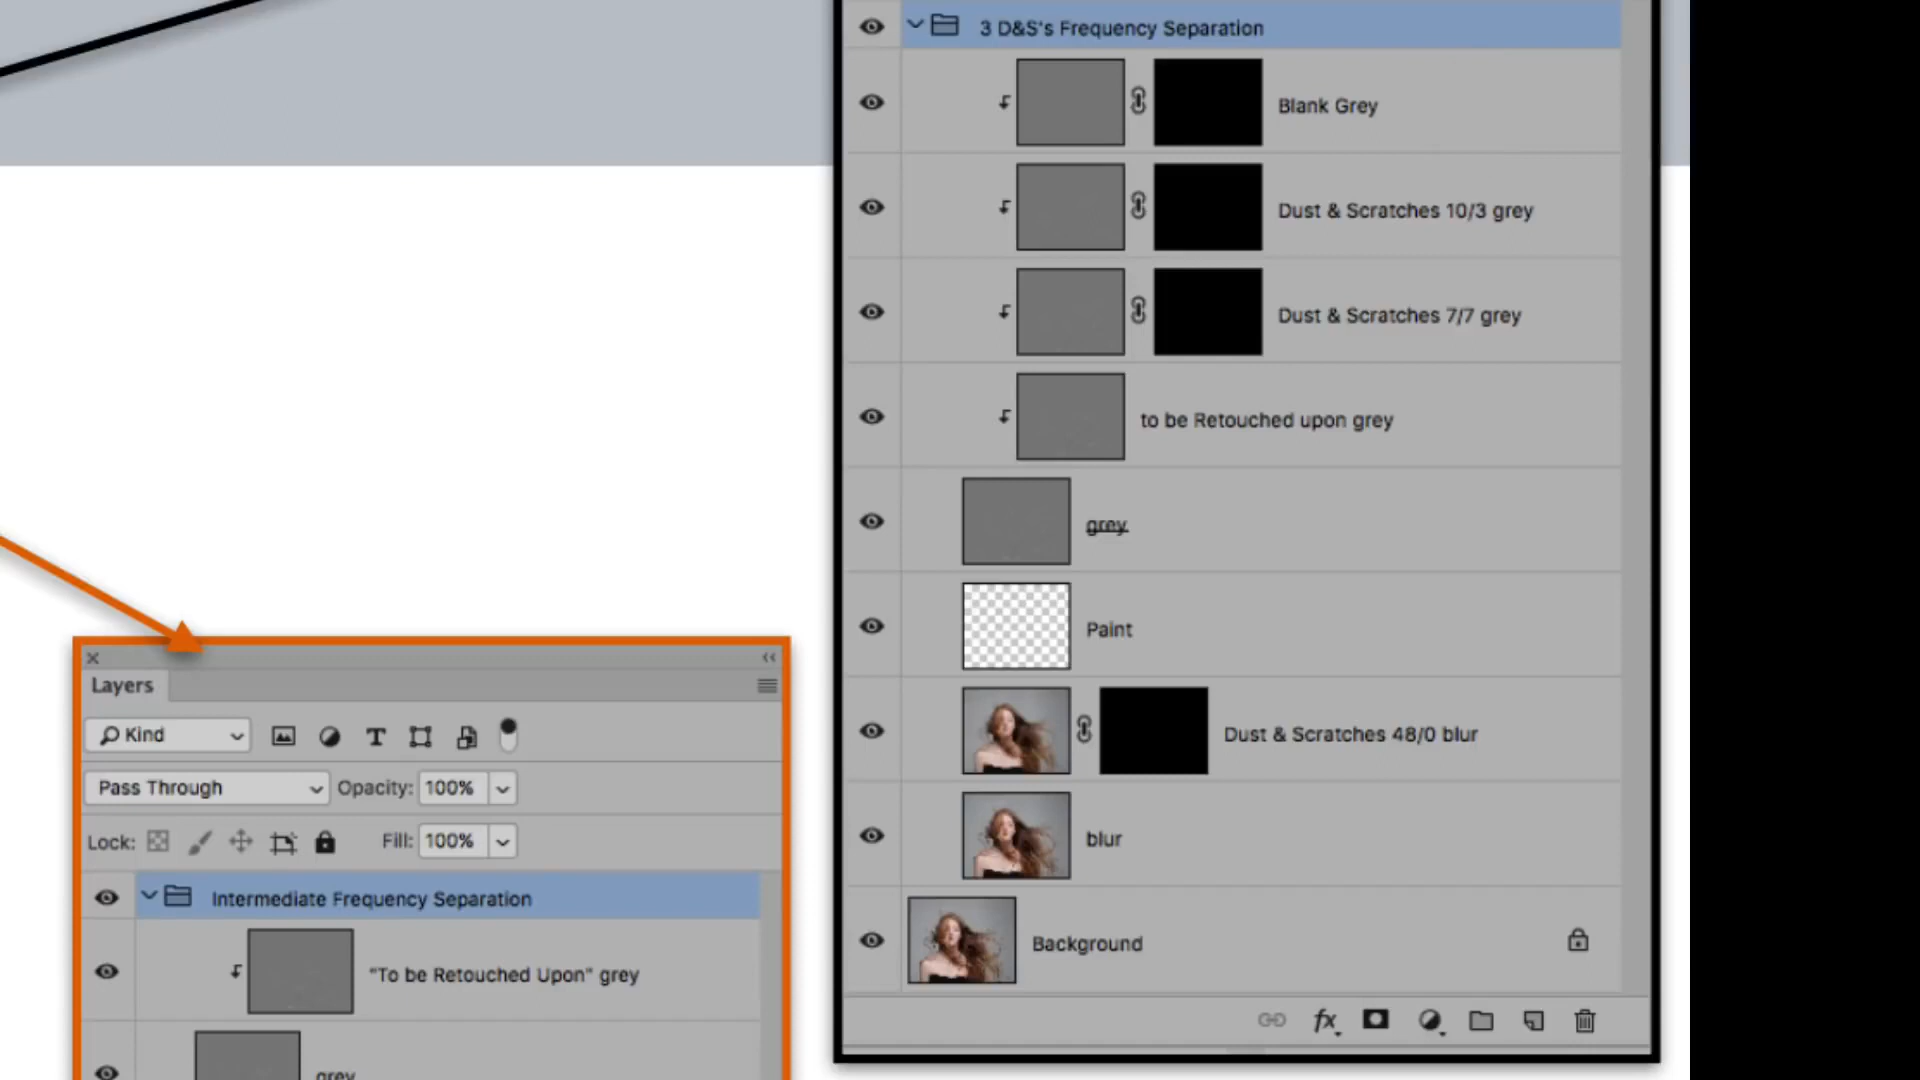 3 D&S's Frequency Separation
Blank Grey
Dust & Scratches 10/3 grey
Dust & Scratches 7/7 grey
to be Retouched upon grey
grey
Paint
Dust & Scratches 48/0 blur
blur
Background
fx
Layers
Kind
T
Pass Through Opacity: 100%
Lock: Fill: 100%
Intermediate Frequency Separation
"To be Retouched Upon" grey
grey